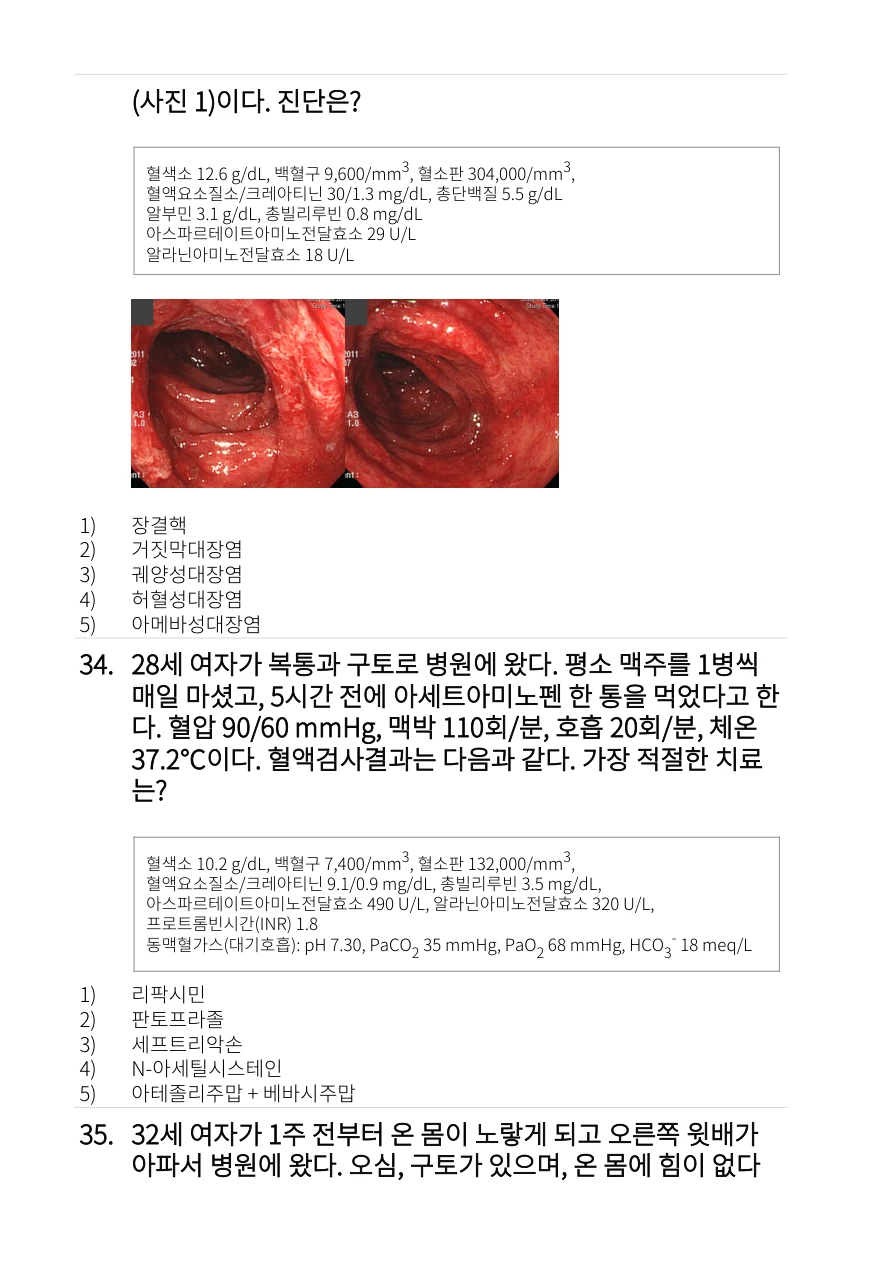 (사진 1)이다. 진단은?
혈색소 12.6 g/dL, 백혈구 9,600/mm³, 혈소판 304,000/mm³,
혈액요소질소/크레아티닌 30/1.3 mg/dL, 총단백질 5.5 g/dL
알부민 3.1 g/dL, 총빌리루빈 0.8 mg/dL
아스파르테이트아미노전달효소 29 U/L
알라닌아미노전달효소 18 U/L
1) 장결핵
2) 거짓막대장염
3) 궤양성대장염
4) 허혈성대장염
5) 아메바성대장염
34. 28세 여자가 복통과 구토로 병원에 왔다. 평소 맥주를 1병씩
매일 마셨고, 5시간 전에 아세트아미노펜 한 통을 먹었다고 한
다. 혈압 90/60 mmHg, 맥박 110회/분, 호흡 20회/분, 체온
37.2℃이다. 혈액검사결과는 다음과 같다. 가장 적절한 치료
는?
혈색소 10.2 g/dL, 백혈구 7,400/mm³, 혈소판 132,000/mm³,
혈액요소질소/크레아티닌 9.1/0.9 mg/dL, 총빌리루빈 3.5 mg/dL,
아스파르테이트아미노전달효소 490 U/L, 알라닌아미노전달효소 320 U/L,
프로트롬빈시간(INR) 1.8
동맥혈가스(대기호흡): pH 7.30, PaCO₂ 35 mmHg, PaO₂ 68 mmHg, HCO₃⁻ 18 meq/L
1) 리팍시민
2) 판토프라졸
3) 세프트리악손
4) N-아세틸시스테인
5) 아테졸리주맙 + 베바시주맙
35. 32세 여자가 1주 전부터 온 몸이 노랗게 되고 오른쪽 윗배가
아파서 병원에 왔다. 오심, 구토가 있으며, 온 몸에 힘이 없다